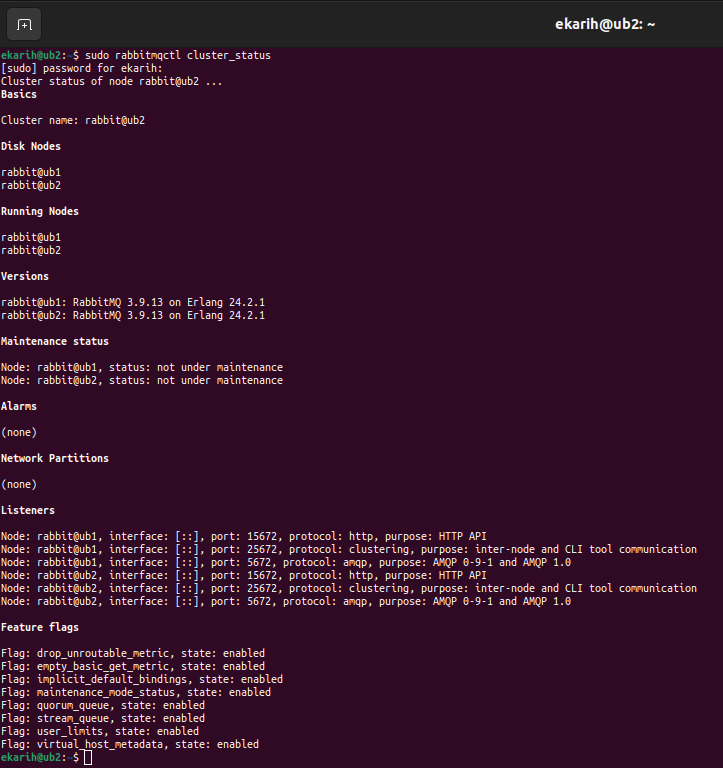 ekarih@ub2: ~
ekarih@ub2:~$ sudo rabbitmqctl cluster_status
[sudo] password for ekarih:
Cluster status of node rabbit@ub2 ...
Basics
Cluster name: rabbit@ub2
Disk Nodes
rabbit@ub1
rabbit@ub2
Running Nodes
rabbit@ub1
rabbit@ub2
Versions
rabbit@ub1: RabbitMQ 3.9.13 on Erlang 24.2.1
rabbit@ub2: RabbitMQ 3.9.13 on Erlang 24.2.1
Maintenance status
Node: rabbit@ub1, status: not under maintenance
Node: rabbit@ub2, status: not under maintenance
Alarms
(none)
Network Partitions
(none)
Listeners
Node: rabbit@ub1, interface: [::], port: 15672, protocol: http, purpose: HTTP API
Node: rabbit@ub1, interface: [::], port: 25672, protocol: clustering, purpose: inter-node and CLI tool communication
Node: rabbit@ub1, interface: [::], port: 5672, protocol: amqp, purpose: AMQP 0-9-1 and AMQP 1.0
Node: rabbit@ub2, interface: [::], port: 15672, protocol: http, purpose: HTTP API
Node: rabbit@ub2, interface: [::], port: 25672, protocol: clustering, purpose: inter-node and CLI tool communication
Node: rabbit@ub2, interface: [::], port: 5672, protocol: amqp, purpose: AMQP 0-9-1 and AMQP 1.0
Feature flags
Flag: drop_unroutable_metric, state: enabled
Flag: empty_basic_get_metric, state: enabled
Flag: implicit_default_bindings, state: enabled
Flag: maintenance_mode_status, state: enabled
Flag: quorum_queue, state: enabled
Flag: stream_queue, state: enabled
Flag: user_limits, state: enabled
Flag: virtual_host_metadata, state: enabled
ekarih@ub2:~$